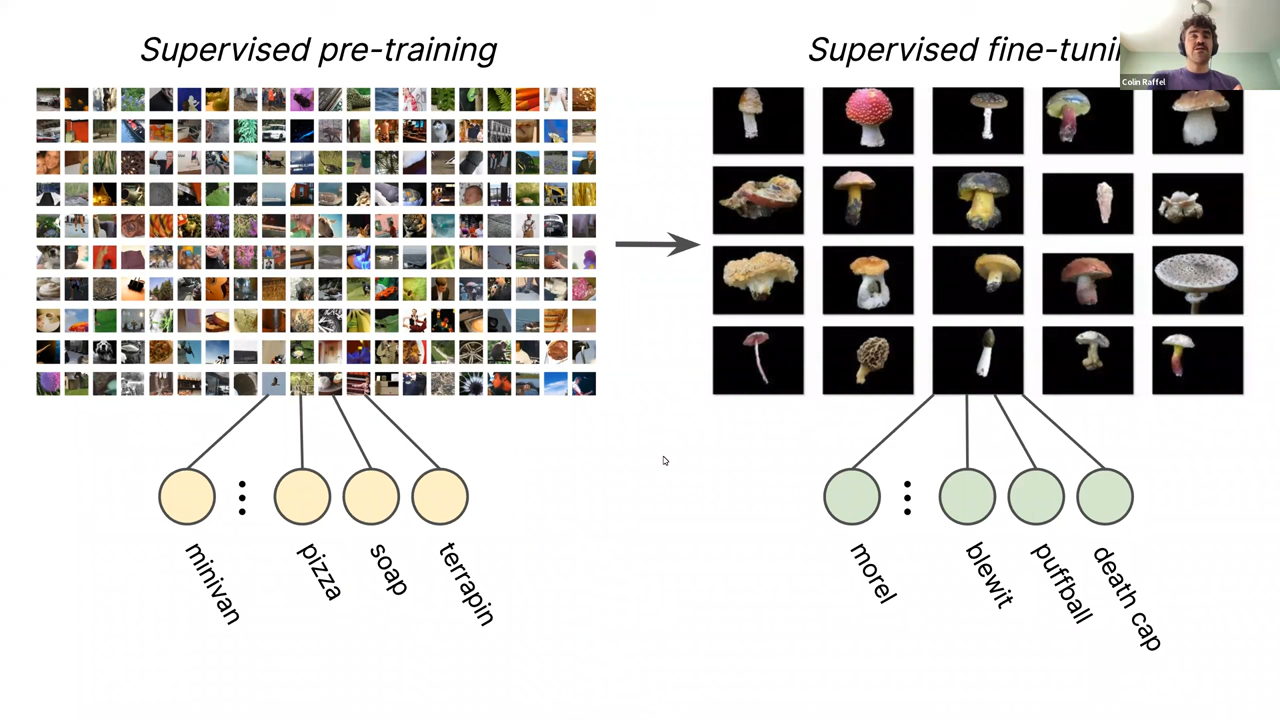 Supervised pre-training
Supervised fine-tuni
Colin Raffel
minivan
pizza
soap
terrapin
morel
blewit
puffball
death cap